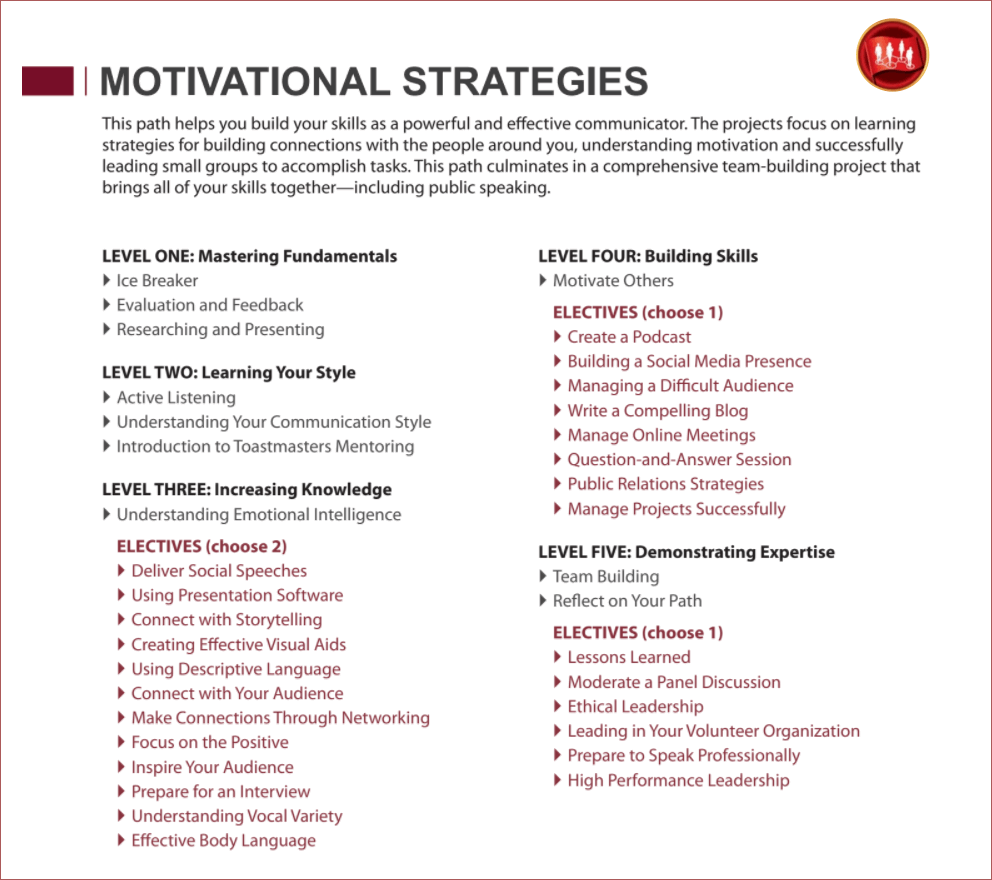 MOTIVATIONAL STRATEGIES
This path helps you build your skills as a powerful and effective communicator. The projects focus on learning
strategies for building connections with the people around you, understanding motivation and successfully
leading small groups to accomplish tasks. This path culminates in a comprehensive team-building project that
brings all of your skills together—including public speaking.
LEVEL ONE: Mastering Fundamentals
Ice Breaker
Evaluation and Feedback
Researching and Presenting
LEVEL TWO: Learning Your Style
Active Listening
Understanding Your Communication Style
Introduction to Toastmasters Mentoring
LEVEL THREE: Increasing Knowledge
Understanding Emotional Intelligence
ELECTIVES (choose 2)
Deliver Social Speeches
Using Presentation Software
Connect with Storytelling
Creating Effective Visual Aids
Using Descriptive Language
Connect with Your Audience
Make Connections Through Networking
Focus on the Positive
Inspire Your Audience
Prepare for an Interview
Understanding Vocal Variety
Effective Body Language
LEVEL FOUR: Building Skills
Motivate Others
ELECTIVES (choose 1)
Create a Podcast
Building a Social Media Presence
Managing a Difficult Audience
Write a Compelling Blog
Manage Online Meetings
Question-and-Answer Session
Public Relations Strategies
Manage Projects Successfully
LEVEL FIVE: Demonstrating Expertise
Team Building
Reflect on Your Path
ELECTIVES (choose 1)
Lessons Learned
Moderate a Panel Discussion
Ethical Leadership
Leading in Your Volunteer Organization
Prepare to Speak Professionally
High Performance Leadership